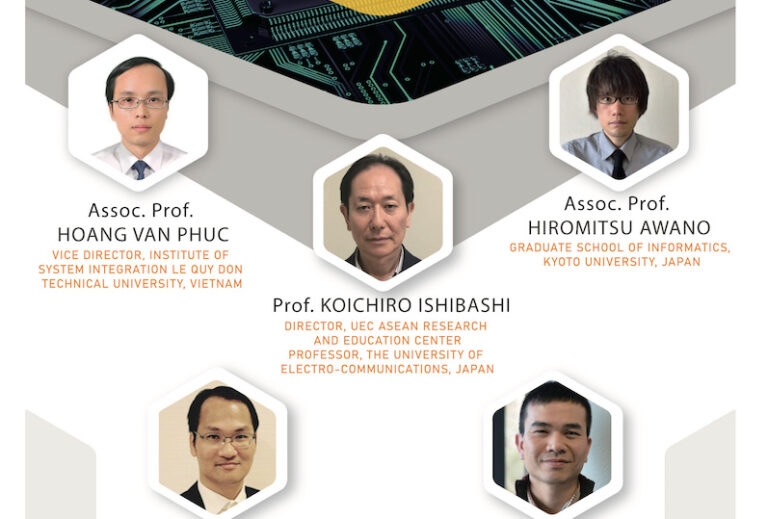 Assoc. Prof.
HOANG VAN PHUC
VICE DIRECTOR, INSTITUTE OF
SYSTEM INTEGRATION LE QUY DON
TECHNICAL UNIVERSITY, VIETNAM
Assoc. Prof.
HIROMITSU AWANO
GRADUATE SCHOOL OF INFORMATICS,
KYOTO UNIVERSITY, JAPAN
Prof. KOICHIRO ISHIBASHI
DIRECTOR, UEC ASEAN RESEARCH
AND EDUCATION CENTER
PROFESSOR, THE UNIVERSITY OF
ELECTRO-COMMUNICATIONS, JAPAN